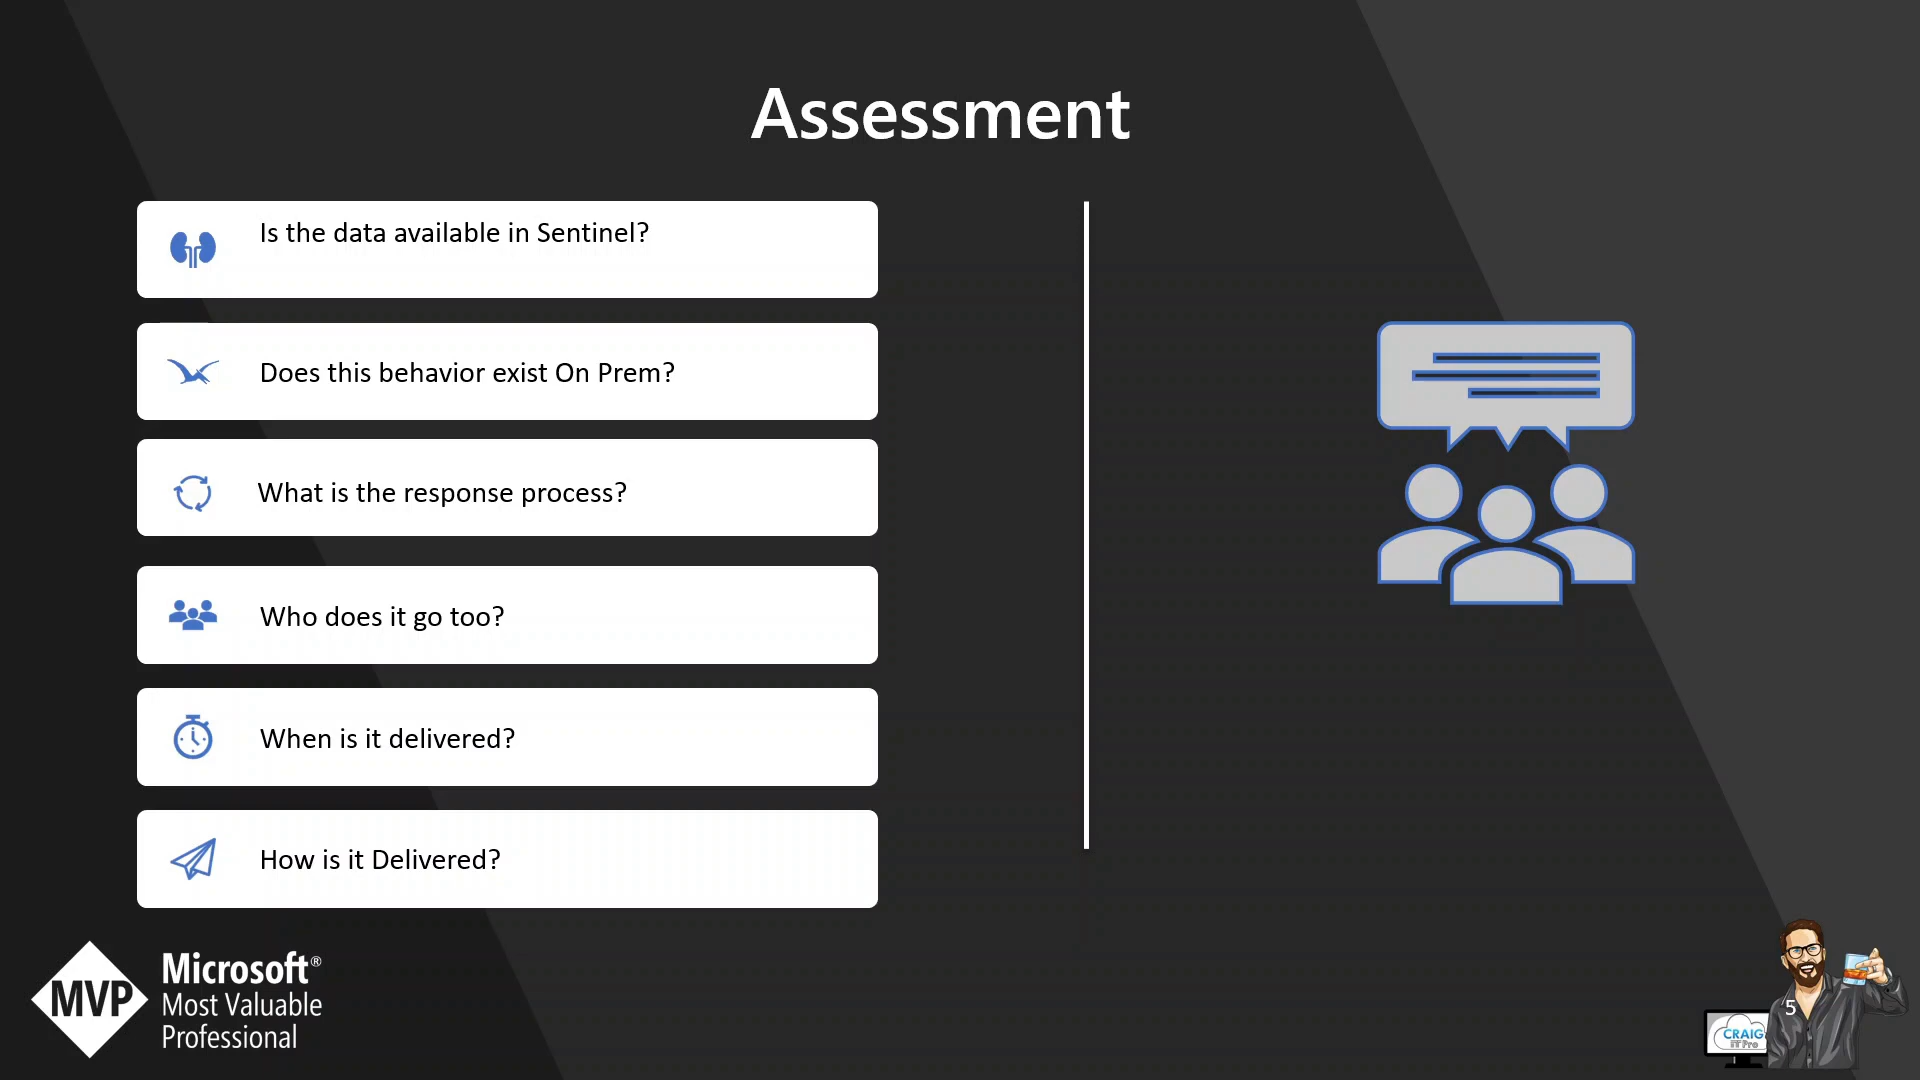 Assessment
Is the data available in Sentinel?
Does this behavior exist On Prem?
What is the response process?
Who does it go too?
When is it delivered?
How is it Delivered?
MVP
Microsoft®
Most Valuable
Professional
5
CRAIG
IT Pro